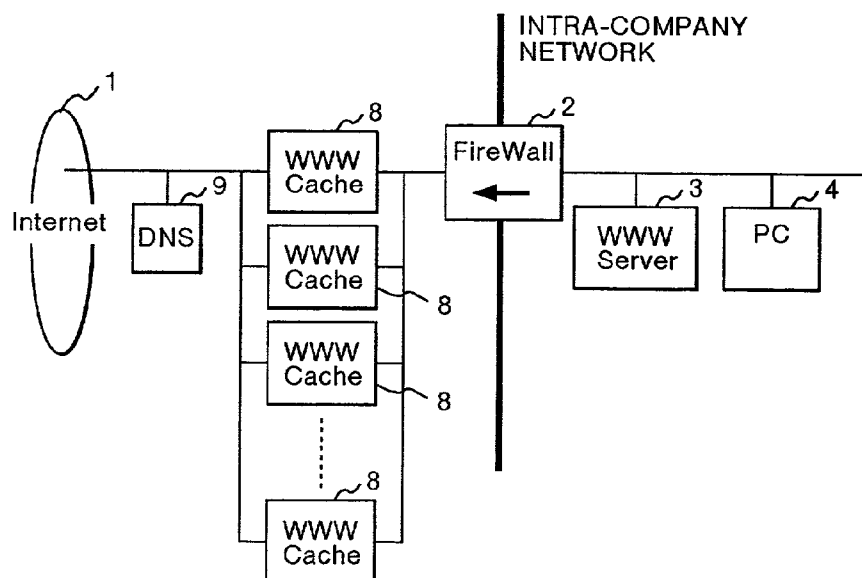 INTRA-COMPANY
NETWORK
1
8
2
WWW
Cache
FireWall
9
3
4
Internet
DNS
WWW
Server
PC
WWW
Cache
8
WWW
Cache
8
8
WWW
Cache